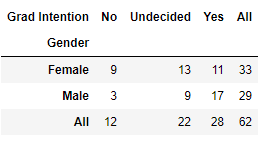 Grad Intention No Undecided Yes All
Gender
Female 9 13 11 33
Male 3 9 17 29
All 12 22 28 62